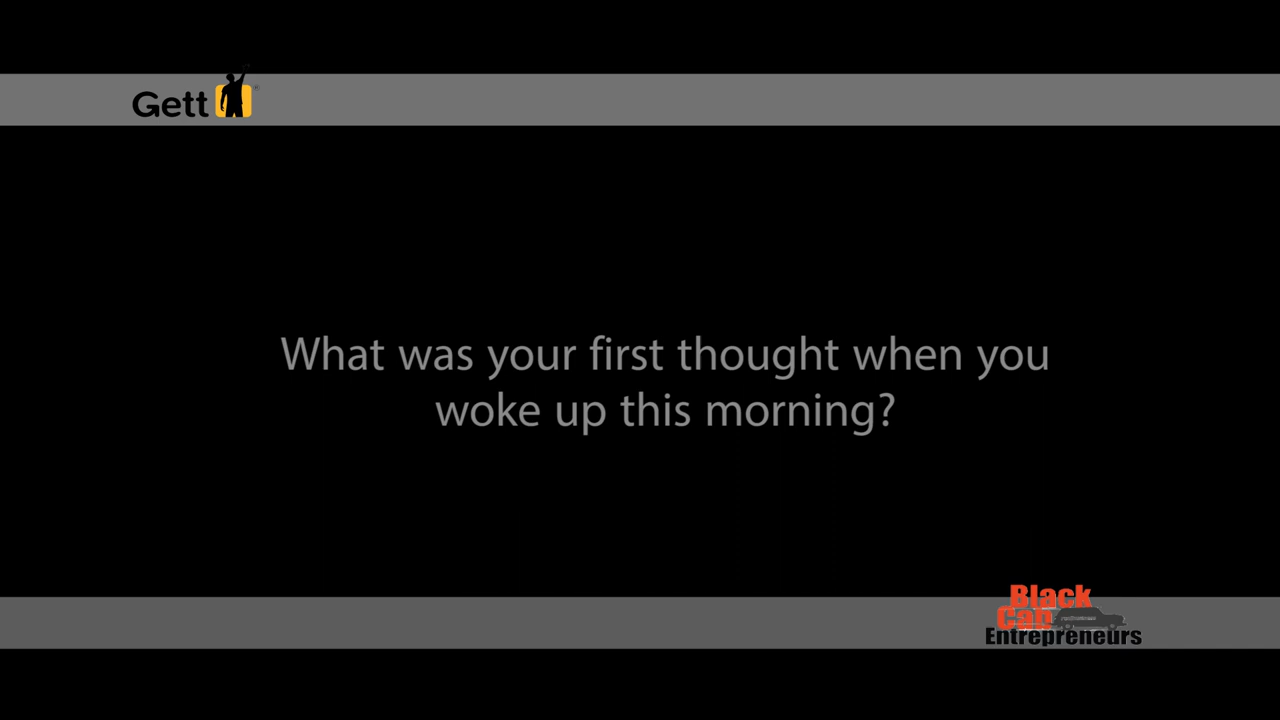 Gett
What was your first thought when you
woke up this morning?
Black
Cab
Entrepreneurs